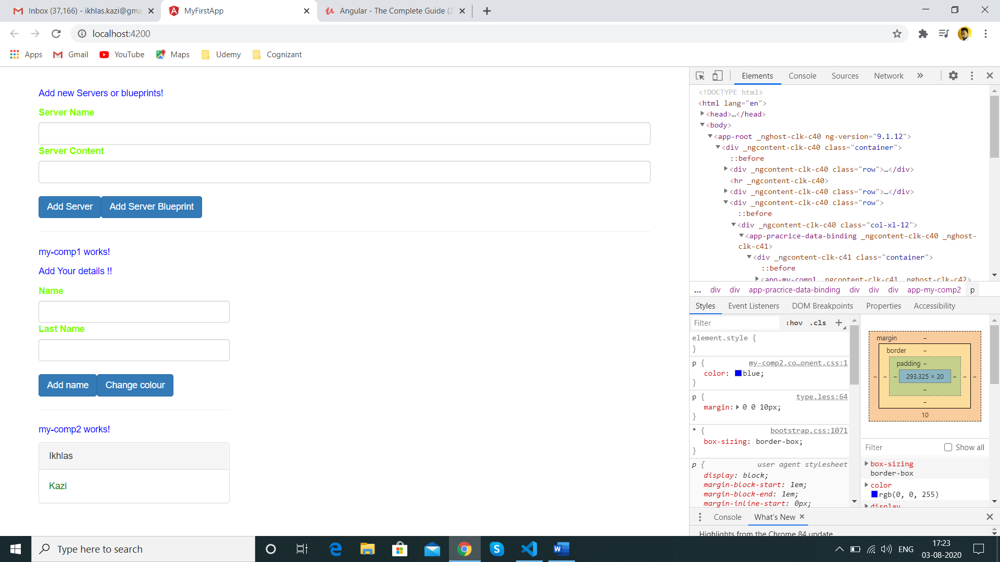 Inbox (37,166) - ikhlas.kazi@gma
MyFirstApp
Angular - The Complete Guide (2
localhost:4200
Apps Gmail YouTube Maps Udemy Cognizant
Add new Servers or blueprints!
Server Name
Server Content
Add Server Add Server Blueprint
my-comp1 works!
Add Your details !!
Name
Last Name
Add name Change colour
my-comp2 works!
Ikhlas
Kazi
Elements Console Sources Network »
<!DOCTYPE html>
<html lang="en">
<head>…</head>
<body>
<app-root _nghost-clk-c40 ng-version="9.1.12">
<div _ngcontent-clk-c40 class="container">
::before
<div _ngcontent-clk-c40 class="row">…</div>
<hr _ngcontent-clk-c40>
<div _ngcontent-clk-c40 class="row">…</div>
<div _ngcontent-clk-c40 class="row">
::before
<div _ngcontent-clk-c40 class="col-xl-12">
<app-pracrice-data-binding _ngcontent-clk-c40 _nghost-
clk-c41>
<div _ngcontent-clk-c41 class="container">
::before
<app-my-comp1 _ngcontent-clk-c41 _nghost-clk-c42>
... div div app-pracrice-data-binding div div div app-my-comp2 p
Styles Event Listeners DOM Breakpoints Properties Accessibility
Filter :hov .cls +
element.style {
}
p { my-comp2.co…onent.css:1
color: blue;
}
p { type.less:64
margin: 0 0 10px;
}
* { bootstrap.css:1071
box-sizing: border-box;
}
p { user agent stylesheet
display: block;
margin-block-start: 1em;
margin-block-end: 1em;
margin-inline-start: 0px;
margin –
border –
padding –
– – – 293.325 × 20 – – –
–
–
10
Filter Show all
box-sizing
border-box
color
rgb(0, 0, 255)
display
Console What's New
Highlights from the Chrome 84 update
Type here to search
ENG
17:23
03-08-2020